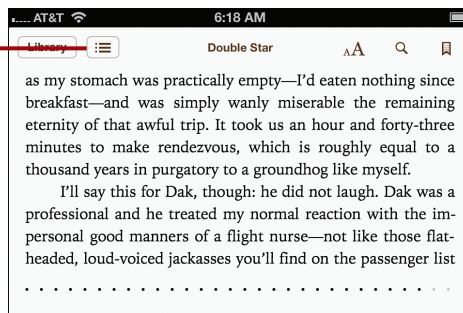 AT&T 6:18 AM
Library Double Star AA
as my stomach was practically empty—I'd eaten nothing since
breakfast—and was simply wanly miserable the remaining
eternity of that awful trip. It took us an hour and forty-three
minutes to make rendezvous, which is roughly equal to a
thousand years in purgatory to a groundhog like myself.
I'll say this for Dak, though: he did not laugh. Dak was a
professional and he treated my normal reaction with the im-
personal good manners of a flight nurse—not like those flat-
headed, loud-voiced jackasses you'll find on the passenger list